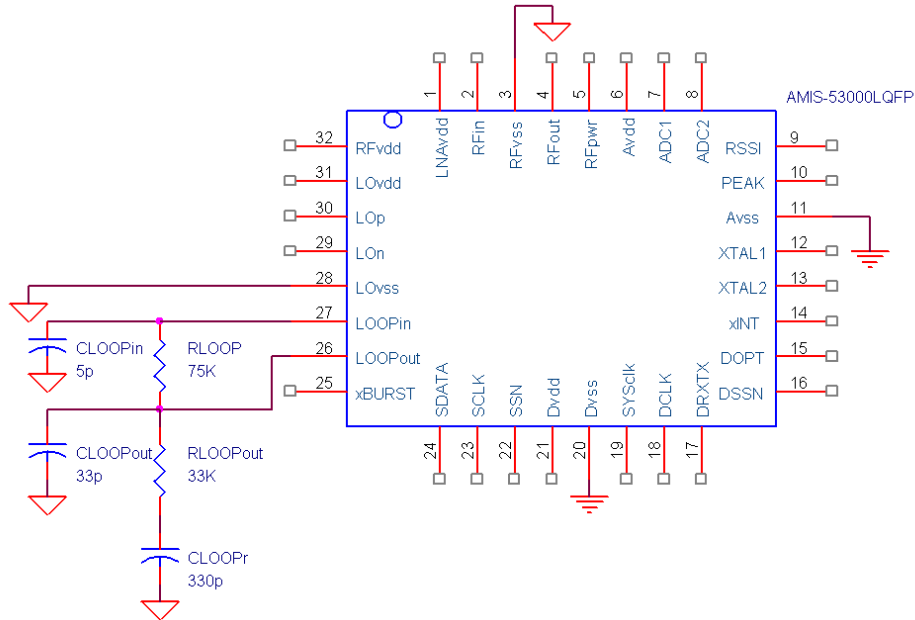 AMIS-53000LQFP
1 2 3 4 5 6 7 8
LNAvdd RFin RFvss RFout RFpwr Avdd ADC1 ADC2
32 RFvdd RSSI 9
31 LOvdd PEAK 10
30 LOp Avss 11
29 LOn XTAL1 12
28 LOvss XTAL2 13
27 LOOPin xINT 14
26 LOOPout DOPT 15
25 xBURST DSSN 16
SDATA SCLK SSN Dvdd Dvss SYSclk DCLK DRXTX
24 23 22 21 20 19 18 17
CLOOPin RLOOP
5p 75K
CLOOPout RLOOPout
33p 33K
CLOOPr
330p